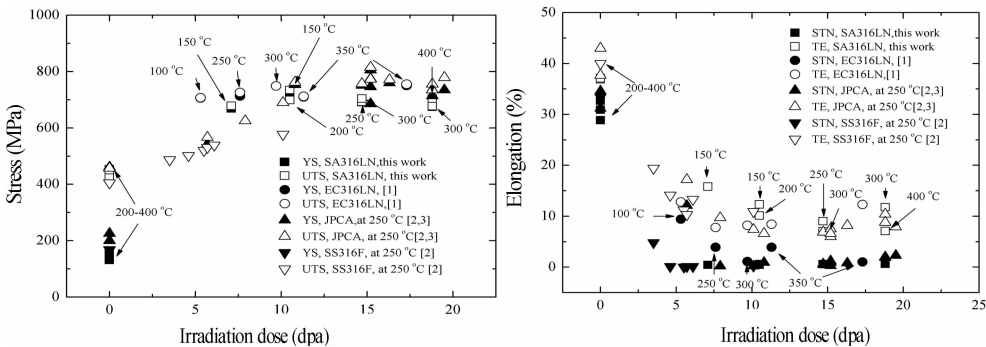 1000
800
600
400
200
0
Stress (MPa)
0
5
10
15
20
25
Irradiation dose (dpa)
150 °C
250 °C
100 °C
300 °C
150 °C
350 °C
400 °C
200 °C
250 °C
300 °C
300 °C
200-400 °C
YS, SA316LN,this work
UTS, SA316LN, this work
YS, EC316LN, [1]
UTS, EC316LN,[1]
YS, JPCA,at 250 °C [2,3]
UTS, JPCA, at 250 °C[2,3]
YS, SS316F, at 250 °C [2]
UTS, SS316F, at 250 °C [2]
50
40
30
20
10
0
Elongation (%)
0
5
10
15
20
25
Irradiation dose (dpa)
STN, SA316LN,this work
TE, SA316LN, this work
STN, EC316LN, [1]
TE, EC316LN,[1]
STN, JPCA, at 250 °C[2,3]
TE, JPCA, at 250 °C[2,3]
STN, SS316F, at 250 °C [2]
TE, SS316F, at 250 °C [2]
200-400 °C
150 °C
100 °C
150 °C
200 °C
250 °C
300 °C
300 °C
400 °C
250 °C
300 °C
350 °C